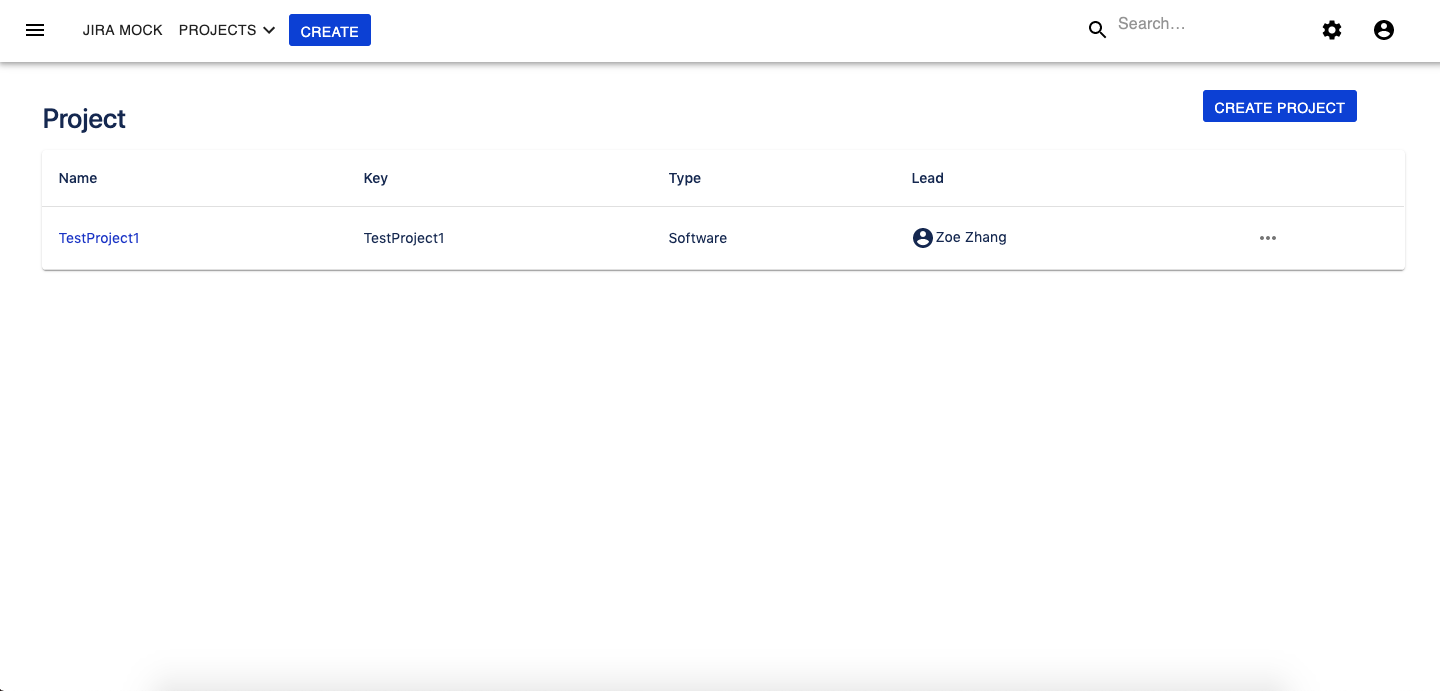 JIRA MOCK PROJECTS CREATE Search...
Project CREATE PROJECT
Name Key Type Lead
TestProject1 TestProject1 Software Zoe Zhang